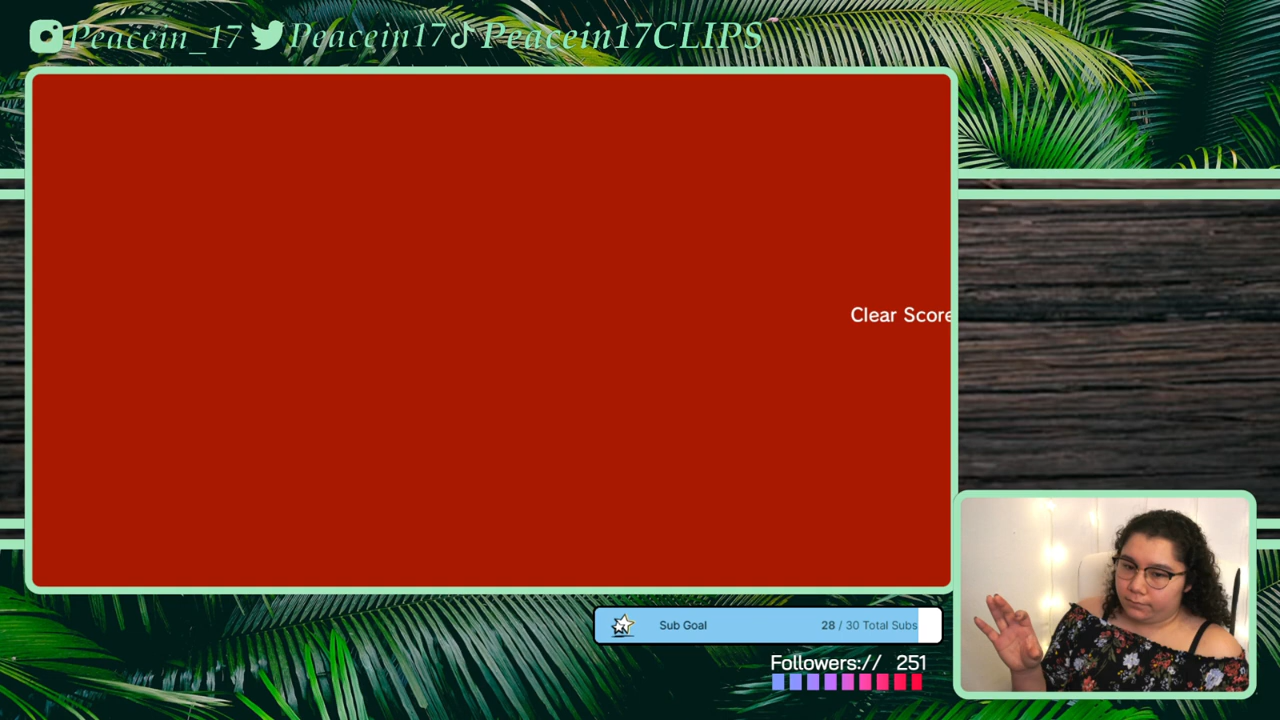 Peacein_17 Peacein17 Peacein17CLIPS
Clear Score
Sub Goal 28 / 30 Total Subs
Followers:// 251